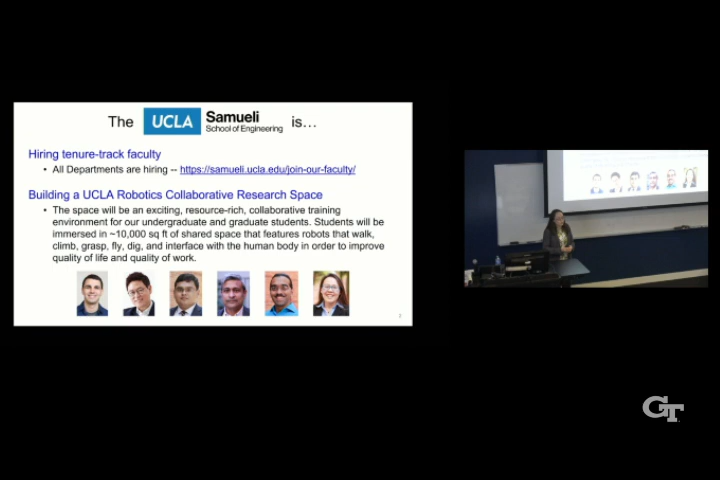 The UCLA Samueli School of Engineering is...
Hiring tenure-track faculty
• All Departments are hiring -- https://samueli.ucla.edu/join-our-faculty/
Building a UCLA Robotics Collaborative Research Space
• The space will be an exciting, resource-rich, collaborative training
environment for our undergraduate and graduate students. Students will be
immersed in ~10,000 sq ft of shared space that features robots that walk,
climb, grasp, fly, dig, and interface with the human body in order to improve
quality of life and quality of work.
GT